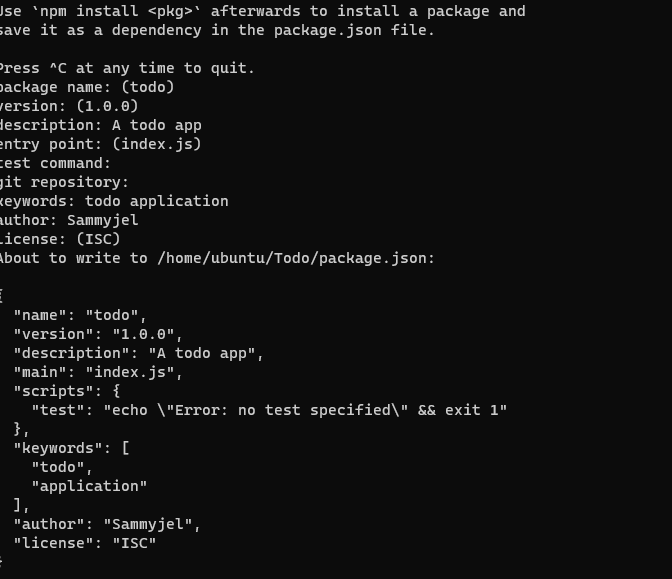 Use `npm install <pkg>` afterwards to install a package and
save it as a dependency in the package.json file.
Press ^C at any time to quit.
package name: (todo)
version: (1.0.0)
description: A todo app
entry point: (index.js)
test command:
git repository:
keywords: todo application
author: Sammyjel
license: (ISC)
About to write to /home/ubuntu/Todo/package.json:
{
"name": "todo",
"version": "1.0.0",
"description": "A todo app",
"main": "index.js",
"scripts": {
"test": "echo \"Error: no test specified\" && exit 1"
},
"keywords": [
"todo",
"application"
],
"author": "Sammyjel",
"license": "ISC"
}